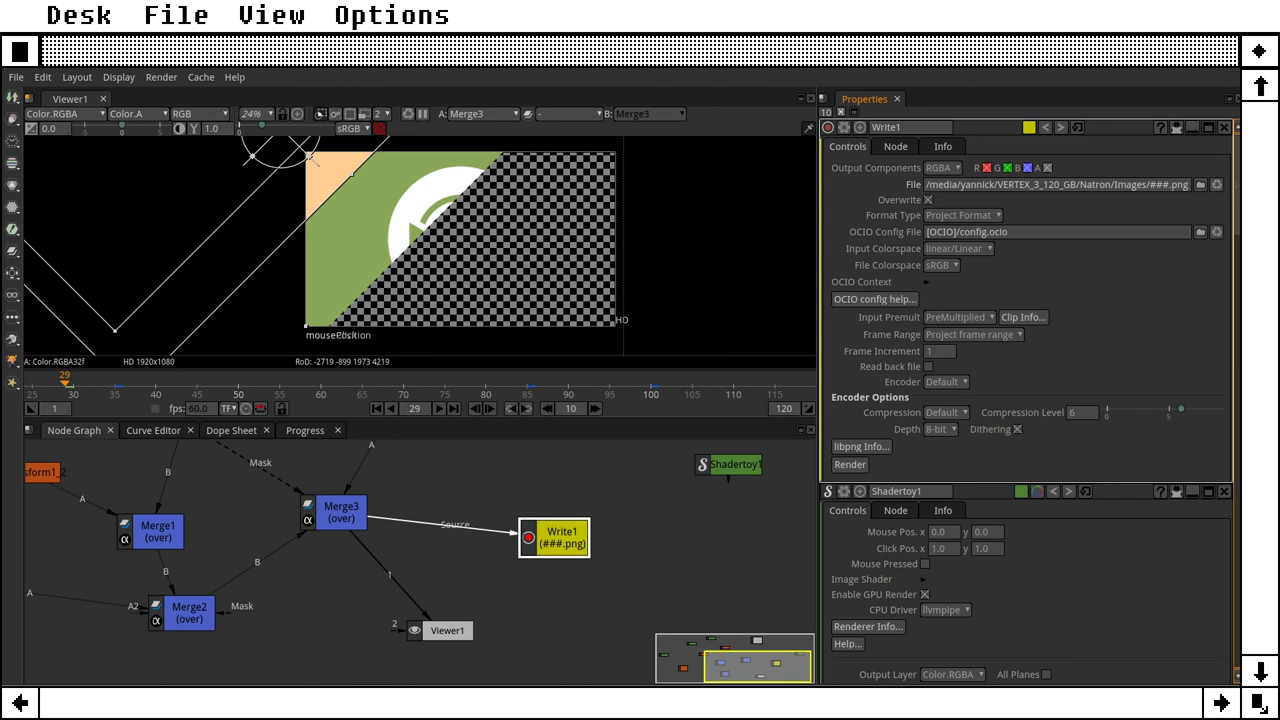 Desk File View Options
File Edit Layout Display Render Cache Help
Viewer1
Color.RGBA Color.A RGB 24% 2 A: Merge3 - B: Merge3
0.0 Y 1.0 sRGB
HD
A: Color.RGBA32f HD 1920x1080 RoD: -2719 -899 1973 4219
29
25 30 35 40 45 50 55 60 65 70 75 80 85 90 95 100 105 110 115
1 fps: 60.0 TF 29 10 120
Node Graph Curve Editor Dope Sheet Progress
A
Mask
B
Shadertoy1
sform1_2
A
Merge3
(over)
Merge1
(over)
Source
Write1
(###.png)
B
B
1
A
A2
Merge2
(over)
Mask
2
Viewer1
Properties
10
Write1
Controls Node Info
Output Components RGBA R G B A
File /media/yannick/VERTEX_3_120_GB/Natron/Images/###.png
Overwrite
Format Type Project Format
OCIO Config File [OCIO]/config.ocio
Input Colorspace linear/Linear
File Colorspace sRGB
OCIO Context
OCIO config help...
Input Premult PreMultiplied Clip Info...
Frame Range Project frame range
Frame Increment 1
Read back file
Encoder Default
Encoder Options
Compression Default Compression Level 6 0 5
Depth 8-bit Dithering
libpng Info...
Render
Shadertoy1
Controls Node Info
Mouse Pos. x 0.0 y 0.0
Click Pos. x 1.0 y 1.0
Mouse Pressed
Image Shader
Enable GPU Render
CPU Driver llvmpipe
Renderer Info...
Help...
Output Layer Color.RGBA All Planes